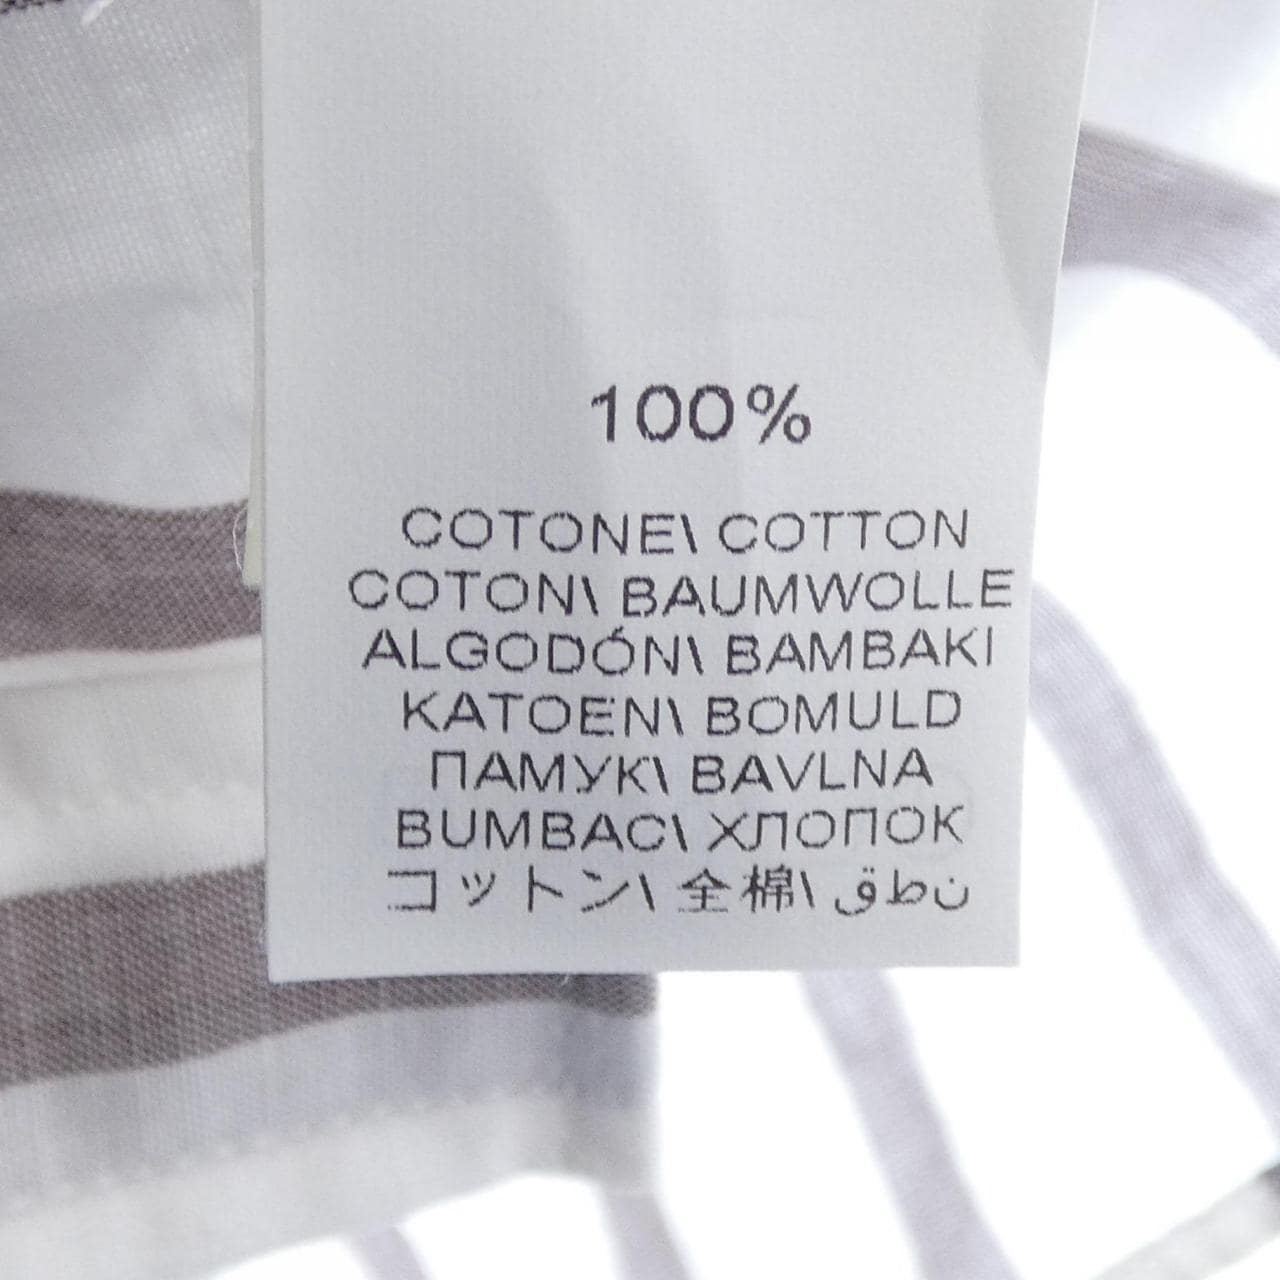 100%
COTONE\ COTTON
COTON\ BAUMWOLLE
ALGODÓN\ BAMBAKI
KATOEN\ BOMULD
ПАМУК\ BAVLNA
BUMBAC\ ХЛОПОК
コットン\ 全棉\ قطن